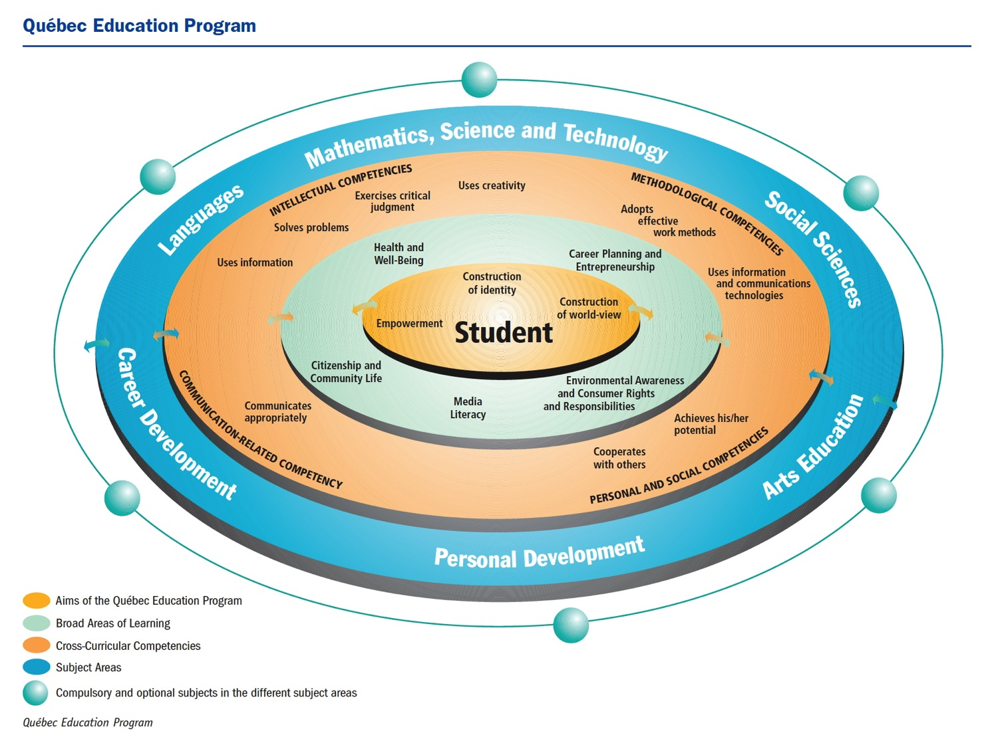 Québec Education Program
Mathematics, Science and Technology
Languages
Social Sciences
Career Development
Arts Education
Personal Development
INTELLECTUAL COMPETENCIES
Uses creativity
Exercises critical
judgment
Solves problems
Uses information
METHODOLOGICAL COMPETENCIES
Adopts
effective
work methods
Uses information
and communications
technologies
COMMUNICATION-RELATED COMPETENCY
Communicates
appropriately
PERSONAL AND SOCIAL COMPETENCIES
Achieves his/her
potential
Cooperates
with others
Health and
Well-Being
Career Planning and
Entrepreneurship
Citizenship and
Community Life
Media
Literacy
Environmental Awareness
and Consumer Rights
and Responsibilities
Construction
of identity
Construction
of world-view
Empowerment
Student
Aims of the Québec Education Program
Broad Areas of Learning
Cross-Curricular Competencies
Subject Areas
Compulsory and optional subjects in the different subject areas
Québec Education Program